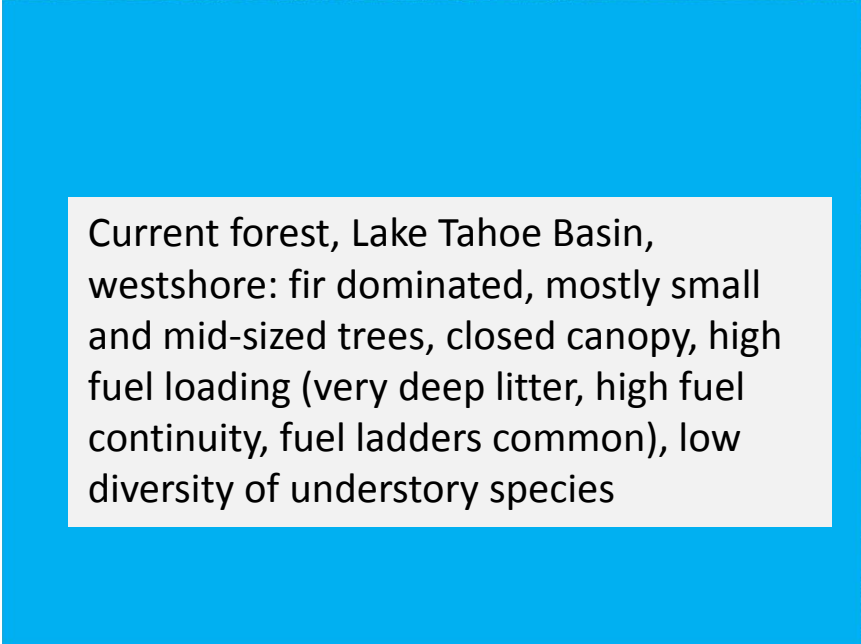 Current forest, Lake Tahoe Basin,
westshore: fir dominated, mostly small
and mid-sized trees, closed canopy, high
fuel loading (very deep litter, high fuel
continuity, fuel ladders common), low
diversity of understory species